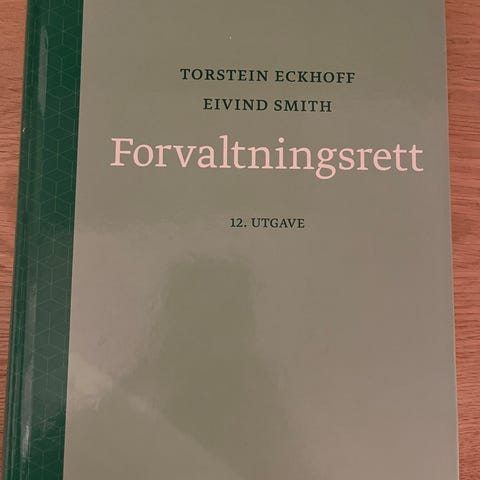 TORSTEIN ECKHOFF
EIVIND SMITH
Forvaltningsrett
12. UTGAVE